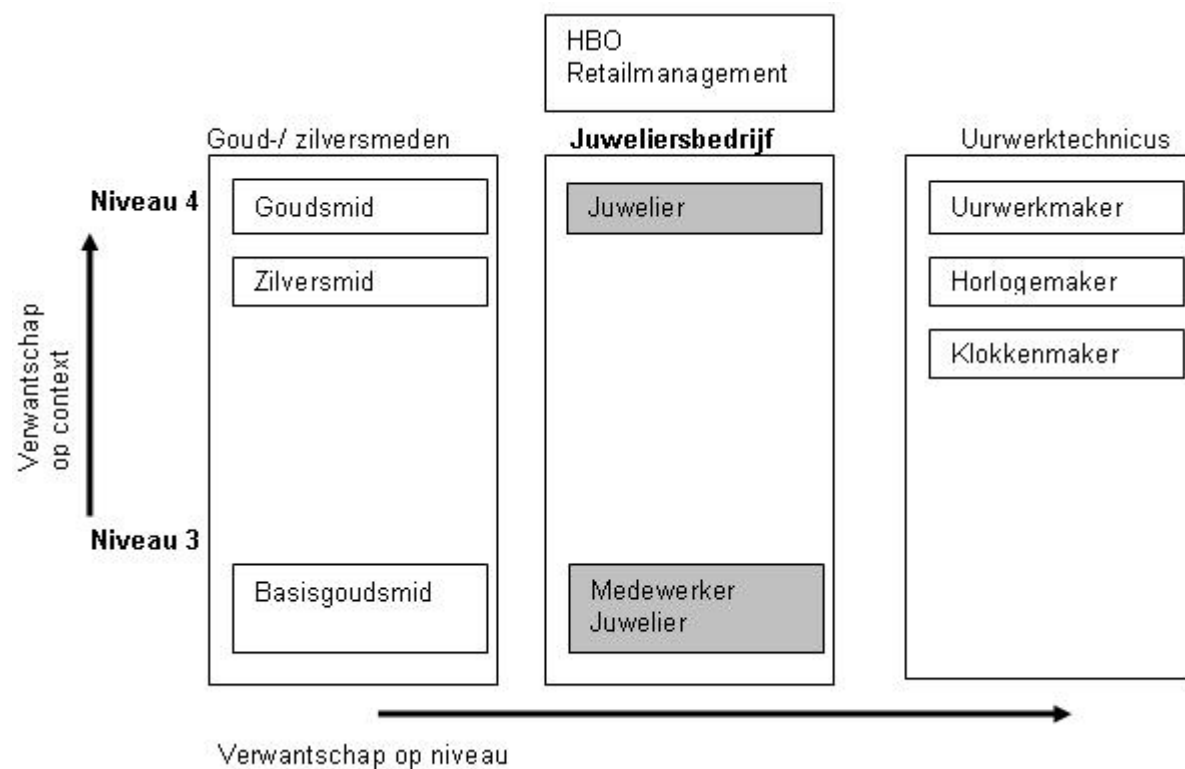 HBO
Retailmanagement
Goud-/ zilversmeden
Juweliersbedrijf
Uurwerktechnicus
Niveau 4
Goudsmid
Juwelier
Uurwerkmaker
Zilversmid
Horlogemaker
Klokkenmaker
Verwantschap
op context
Niveau 3
Basisgoudsmid
Medewerker
Juwelier
Verwantschap op niveau